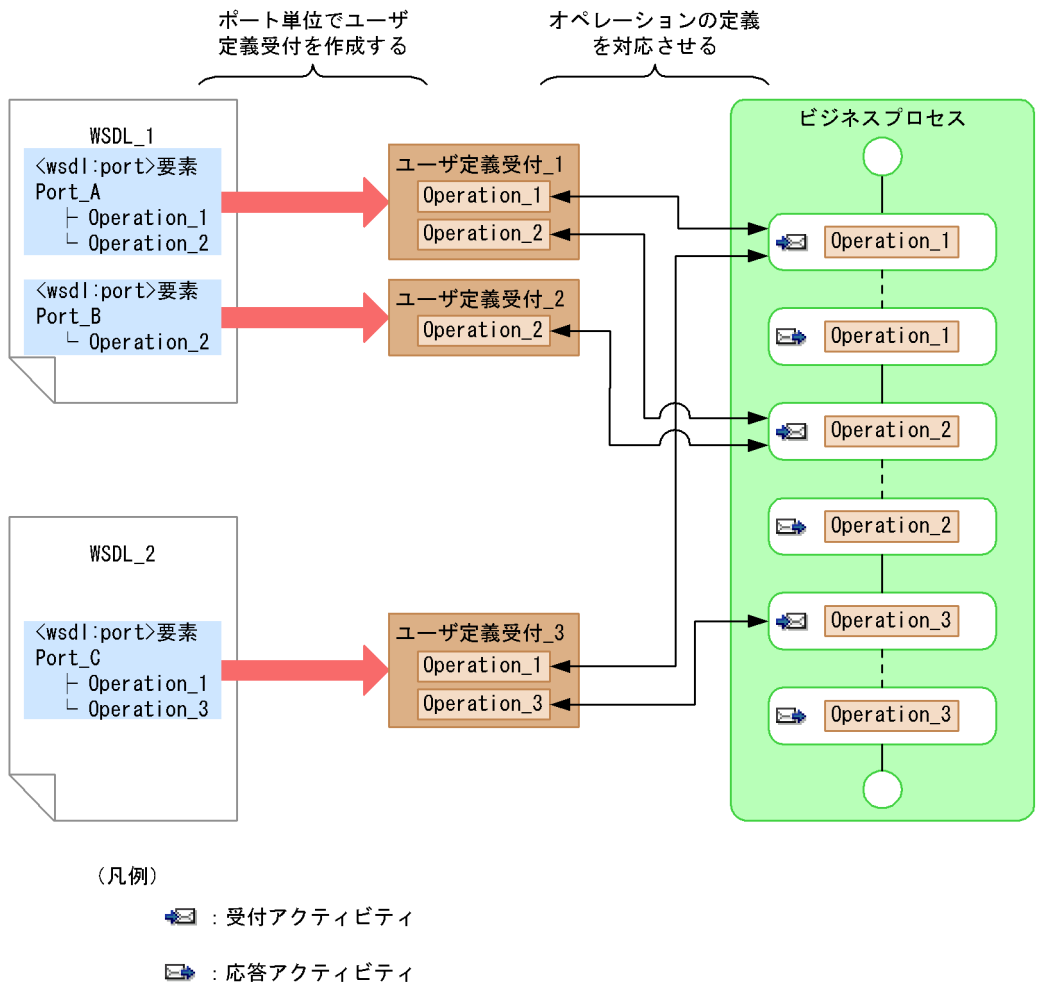 ポート単位でユーザ
定義受付を作成する
オペレーションの定義
を対応させる
WSDL_1
<wsdl:port>要素
Port_A
├ Operation_1
└ Operation_2
<wsdl:port>要素
Port_B
└ Operation_2
ユーザ定義受付_1
Operation_1
Operation_2
ユーザ定義受付_2
Operation_2
WSDL_2
<wsdl:port>要素
Port_C
├ Operation_1
└ Operation_3
ユーザ定義受付_3
Operation_1
Operation_3
ビジネスプロセス
Operation_1
Operation_1
Operation_2
Operation_2
Operation_3
Operation_3
(凡例)
:受付アクティビティ
:応答アクティビティ